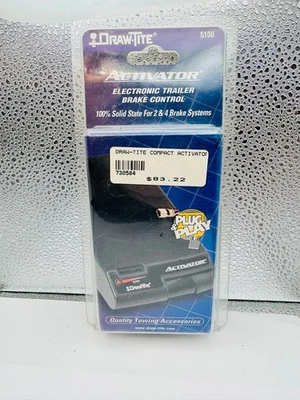 DRAW-TITE
5100
ACTIVATOR
ELECTRONIC TRAILER
BRAKE CONTROL
100% Solid State For 2 & 4 Brake Systems
DRAW-TITE COMPACT ACTIVATOR
730584
$83.22
PLUG & PLAY
ACTIVATOR
DRAW-TITE
Quality Towing Accessories
www.draw-tite.com